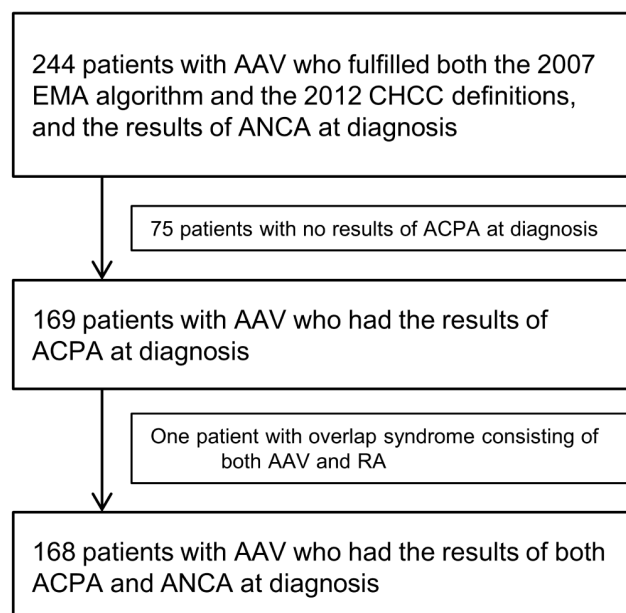 244 patients with AAV who fulfilled both the 2007
EMA algorithm and the 2012 CHCC definitions,
and the results of ANCA at diagnosis
75 patients with no results of ACPA at diagnosis
169 patients with AAV who had the results of
ACPA at diagnosis
One patient with overlap syndrome consisting of
both AAV and RA
168 patients with AAV who had the results of both
ACPA and ANCA at diagnosis